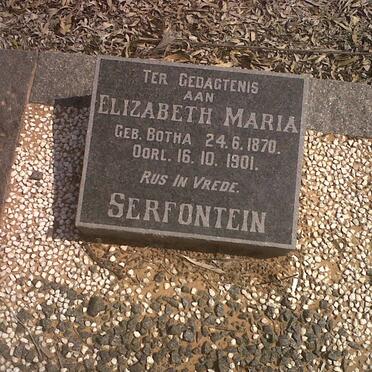 TER GEDAGTENIS
AAN
ELIZABETH MARIA
GEB. BOTHA 24.6.1870.
OORL. 16.10.1901.
RUS IN VREDE.
SERFONTEIN